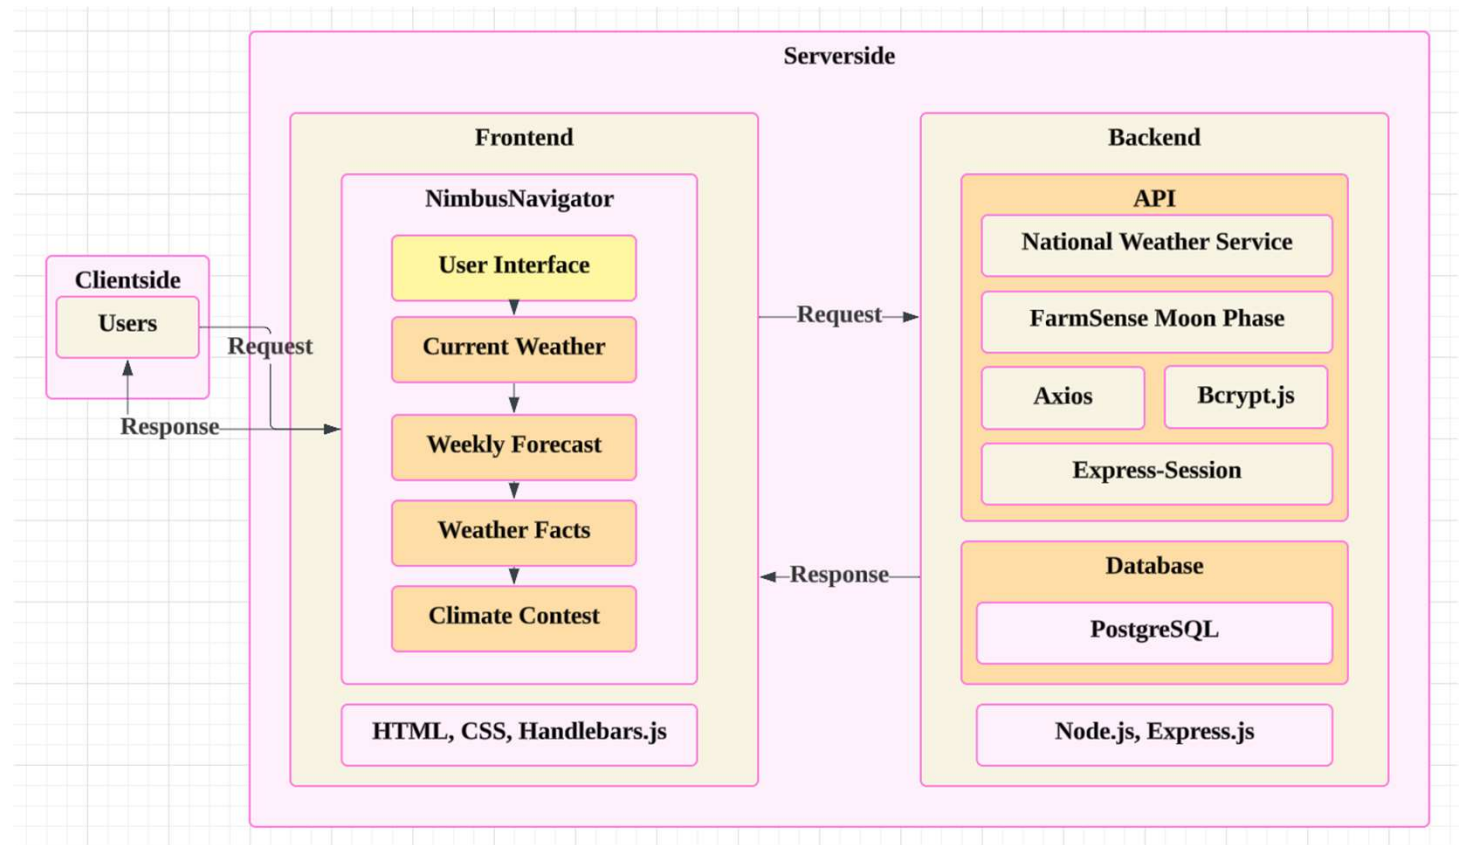 Serverside
Clientside
Users
Request
Response
Frontend
NimbusNavigator
User Interface
Current Weather
Weekly Forecast
Weather Facts
Climate Contest
HTML, CSS, Handlebars.js
Request
Response
Backend
API
National Weather Service
FarmSense Moon Phase
Axios
Bcrypt.js
Express-Session
Database
PostgreSQL
Node.js, Express.js